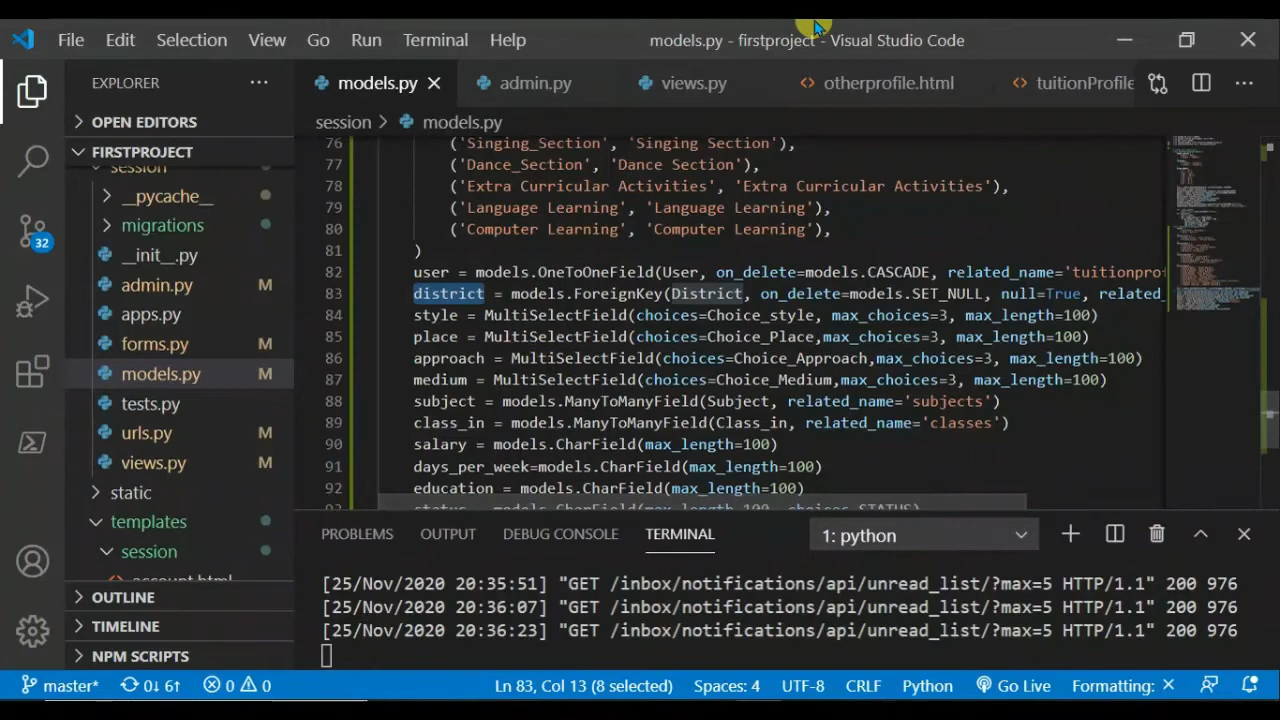 File Edit Selection View Go Run Terminal Help models.py - firstproject - Visual Studio Code
EXPLORER
models.py admin.py views.py otherprofile.html tuitionProfile
OPEN EDITORS
session > models.py
FIRSTPROJECT
session
__pycache__
migrations
__init__.py
admin.py M
apps.py
forms.py M
models.py M
tests.py
urls.py M
views.py M
static
templates
session
account.html
OUTLINE
TIMELINE
NPM SCRIPTS
32
76 ('Singing_Section', 'Singing Section'),
77 ('Dance_Section', 'Dance Section'),
78 ('Extra Curricular Activities', 'Extra Curricular Activities'),
79 ('Language Learning', 'Language Learning'),
80 ('Computer Learning', 'Computer Learning'),
81 )
82 user = models.OneToOneField(User, on_delete=models.CASCADE, related_name='tuitionprof
83 district = models.ForeignKey(District, on_delete=models.SET_NULL, null=True, related_
84 style = MultiSelectField(choices=Choice_style, max_choices=3, max_length=100)
85 place = MultiSelectField(choices=Choice_Place,max_choices=3, max_length=100)
86 approach = MultiSelectField(choices=Choice_Approach,max_choices=3, max_length=100)
87 medium = MultiSelectField(choices=Choice_Medium,max_choices=3, max_length=100)
88 subject = models.ManyToManyField(Subject, related_name='subjects')
89 class_in = models.ManyToManyField(Class_in, related_name='classes')
90 salary = models.CharField(max_length=100)
91 days_per_week=models.CharField(max_length=100)
92 education = models.CharField(max_length=100)
status = models.CharField(max_length=100, choices=STATUS)
PROBLEMS OUTPUT DEBUG CONSOLE TERMINAL 1: python
[25/Nov/2020 20:35:51] "GET /inbox/notifications/api/unread_list/?max=5 HTTP/1.1" 200 976
[25/Nov/2020 20:36:07] "GET /inbox/notifications/api/unread_list/?max=5 HTTP/1.1" 200 976
[25/Nov/2020 20:36:23] "GET /inbox/notifications/api/unread_list/?max=5 HTTP/1.1" 200 976
master* 0↓ 6↑ 0 0 Ln 83, Col 13 (8 selected) Spaces: 4 UTF-8 CRLF Python Go Live Formatting: ×